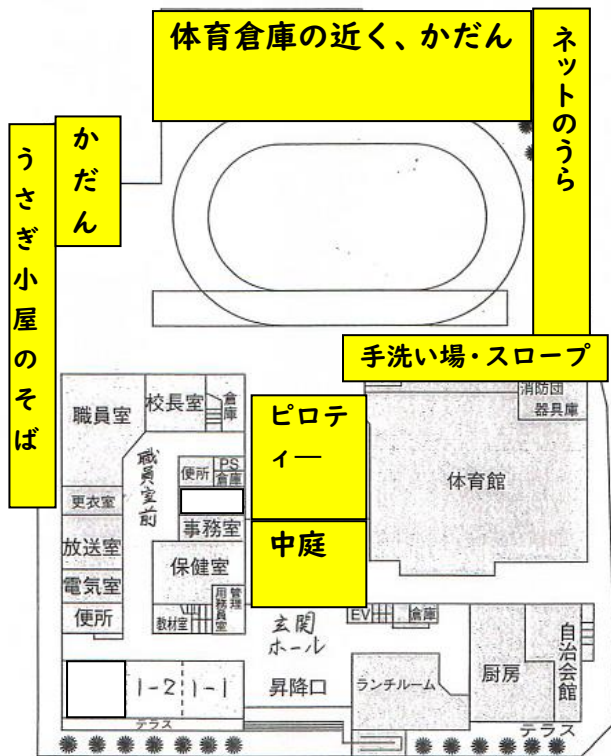 体育倉庫の近く、かだん
ネットのうら
かだん
うさぎ小屋のそば
手洗い場・スロープ
消防団
器具庫
職員室
校長室
倉庫
ピロテ
ィー
職員室前
便所
PS
倉庫
体育館
更衣室
事務室
放送室
中庭
保健室
電気室
管理
用務員室
便所
教材室
玄関
ホール
EV
倉庫
厨房
自治会館
1-2
1-1
昇降口
ランチルーム
テラス
テラス